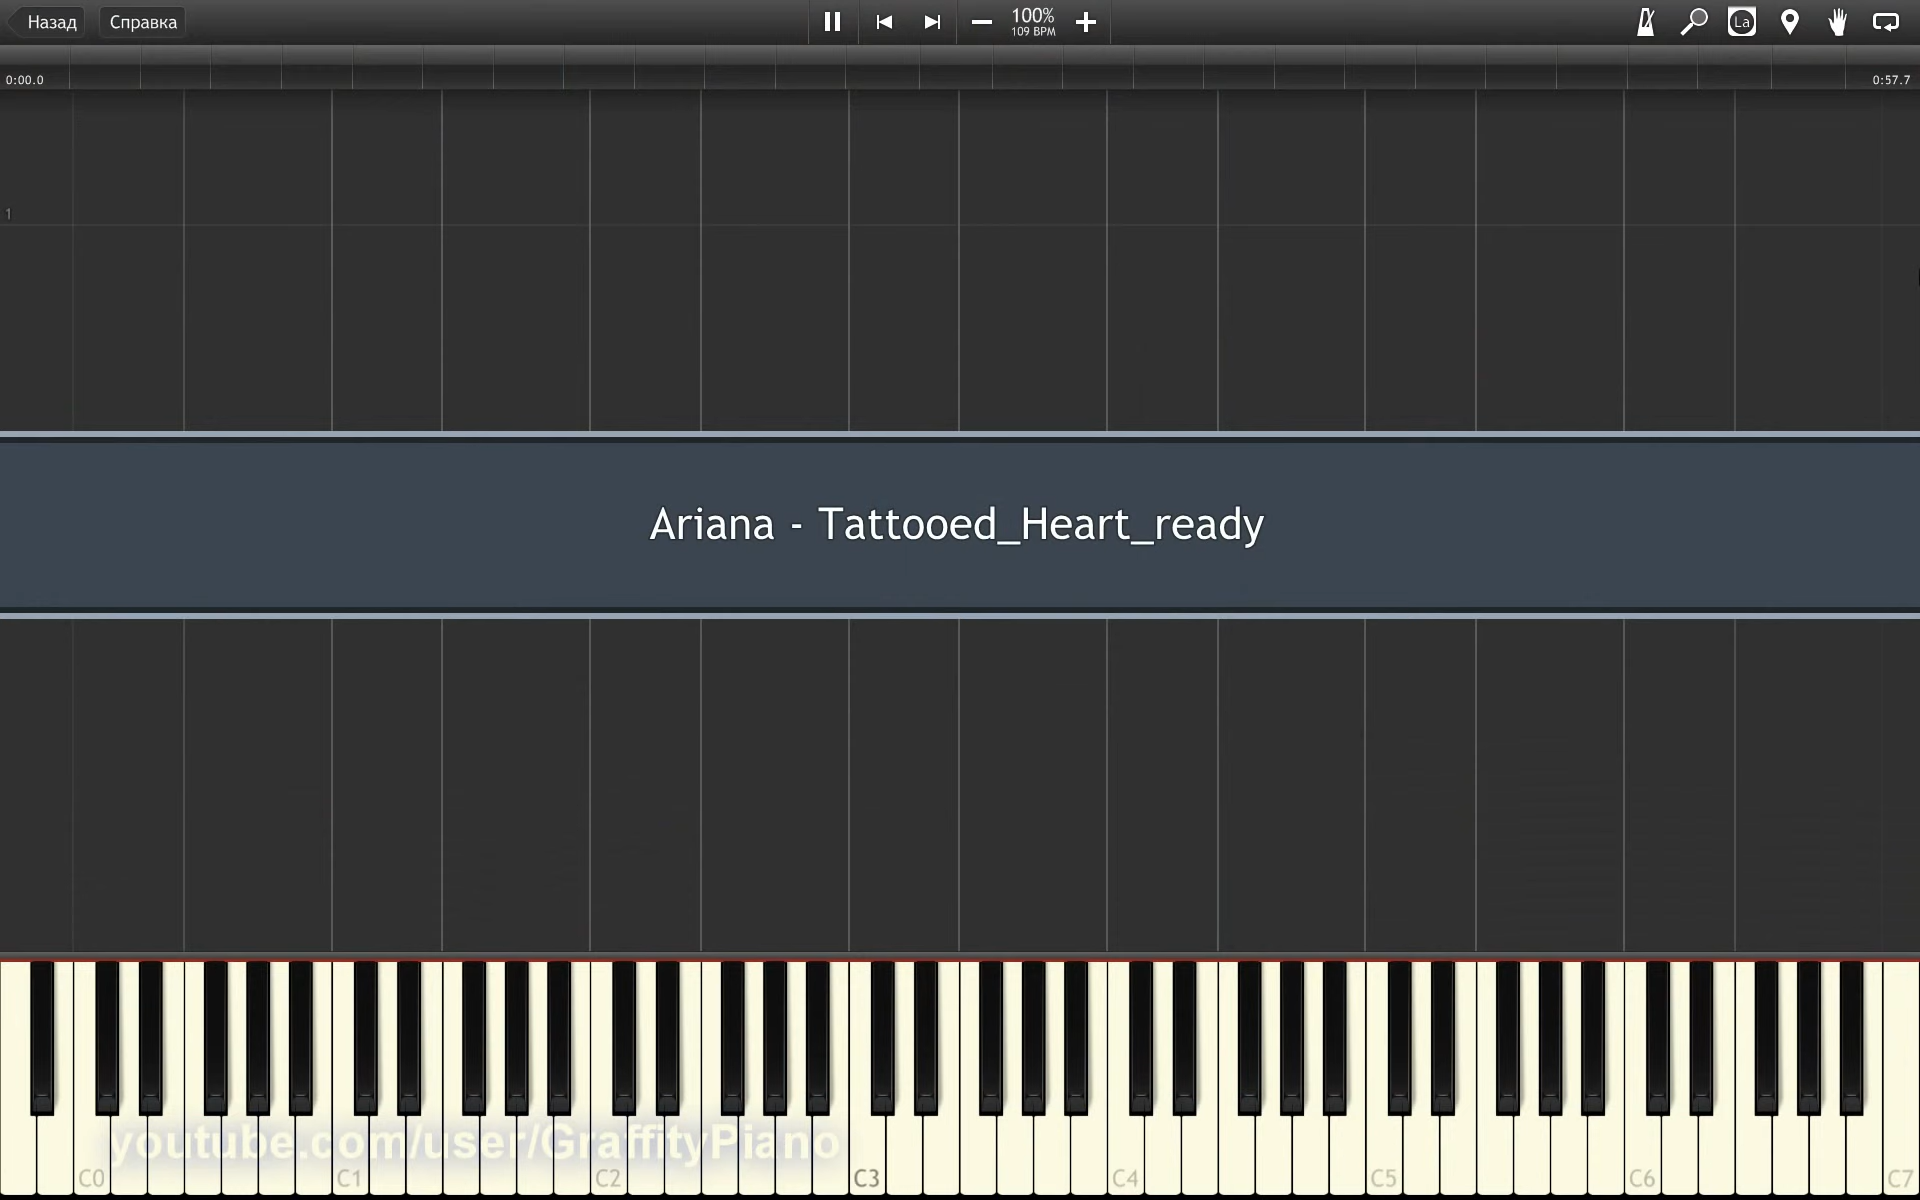 Назад
Справка
100%
109 BPM
La
0:00.0
0:57.7
1
Ariana - Tattooed_Heart_ready
youtube.com/user/GraffityPiano
C0
C1
C2
C3
C4
C5
C6
C7